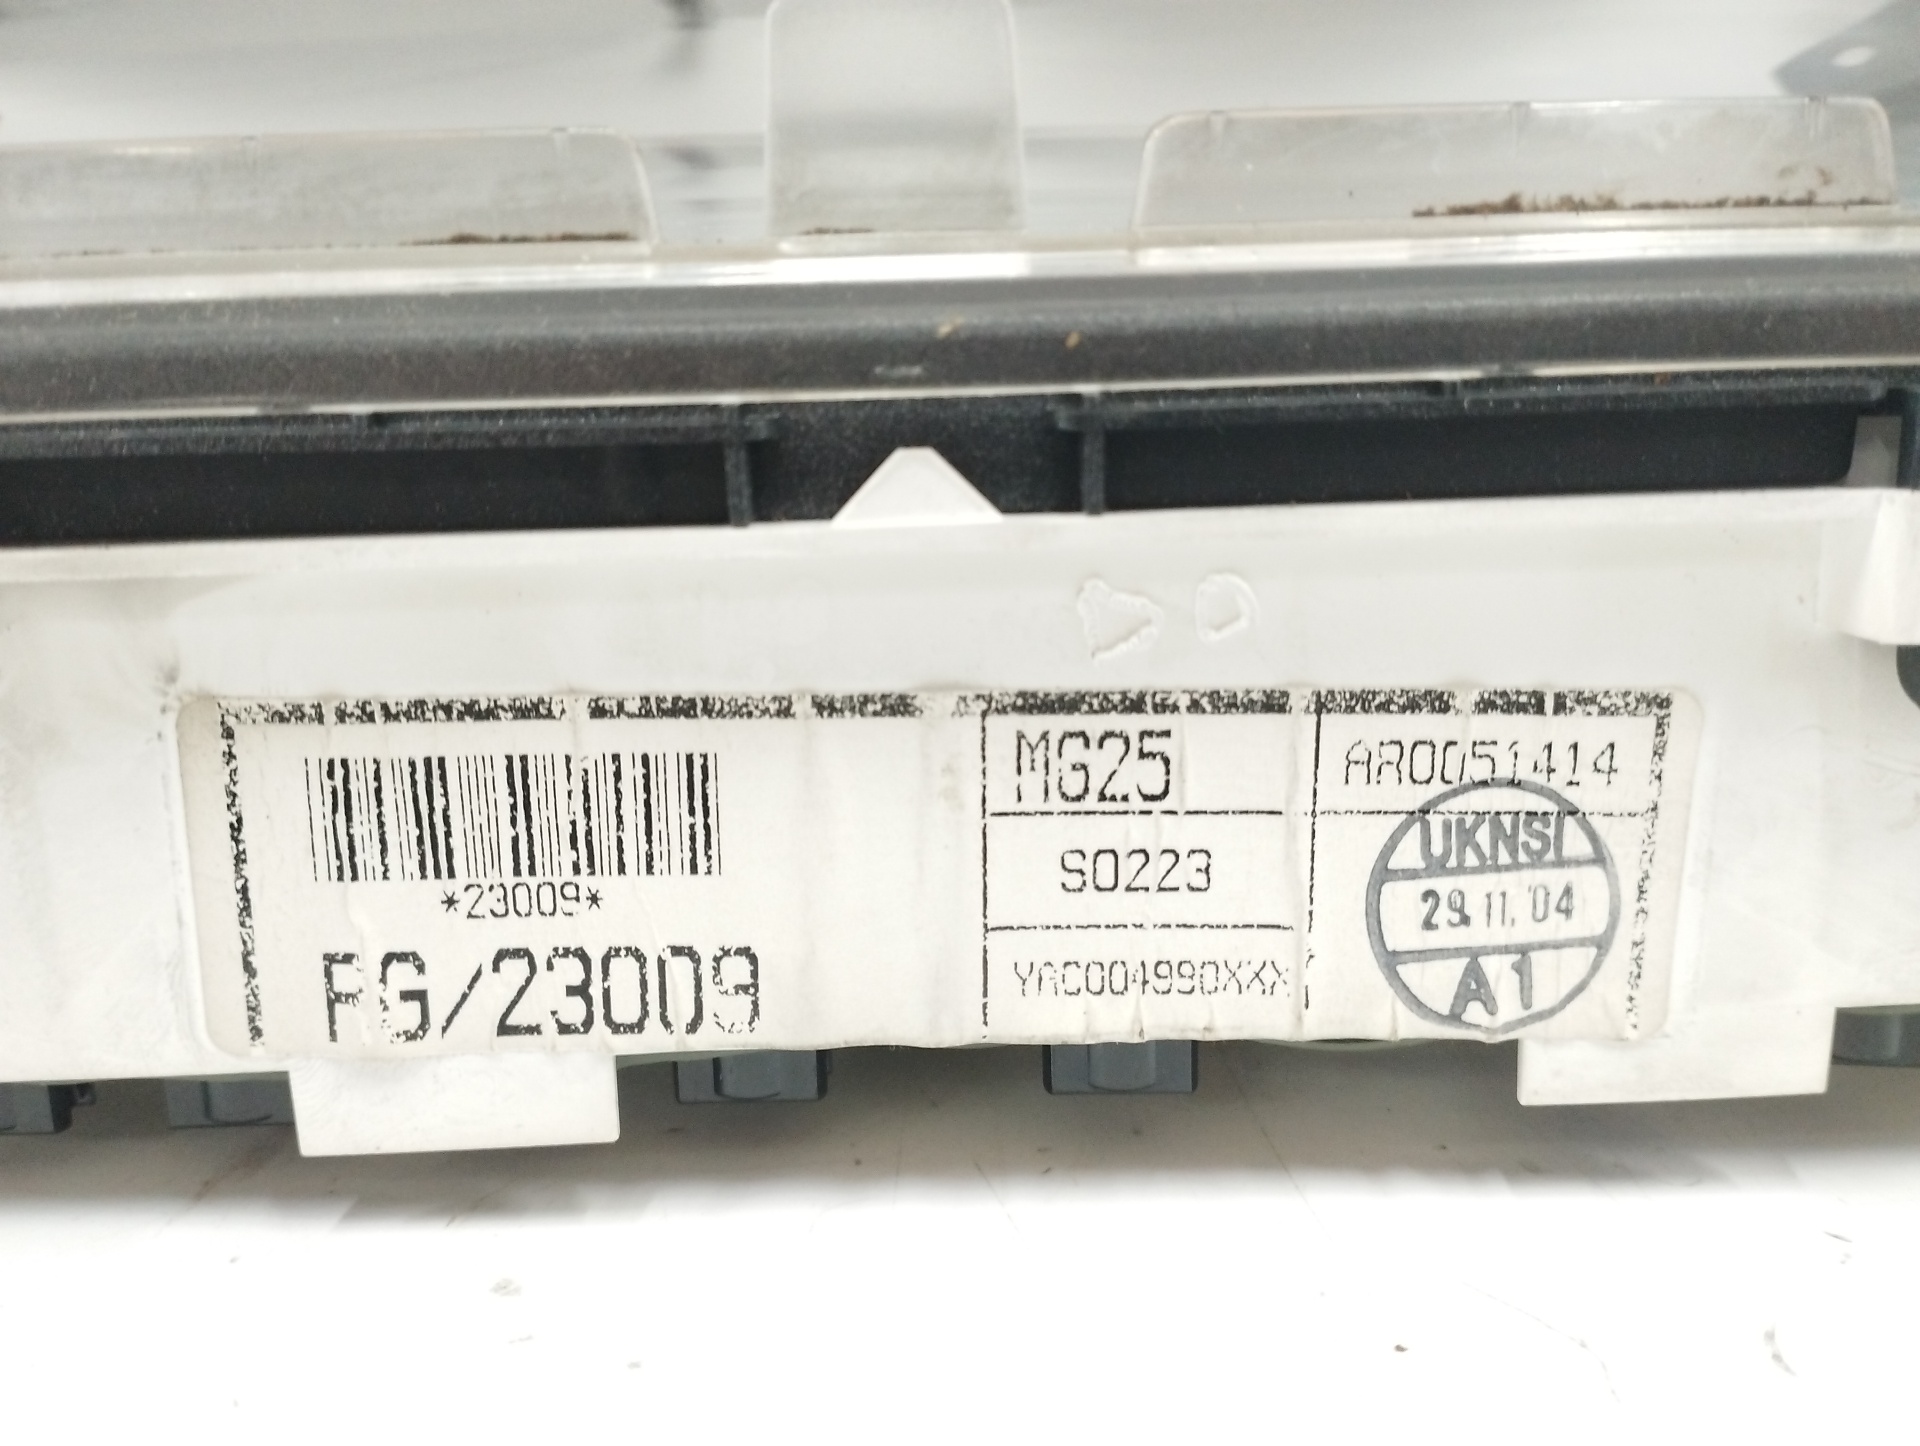 *23009*
FG/23009
MG25
AR0051414
S0223
YAC004990XXX
UKNSI
29.11.'04
A1